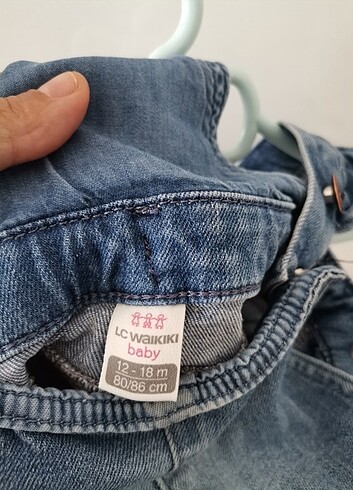 LC WAIKIKI
baby
12 - 18 m
80/86 cm